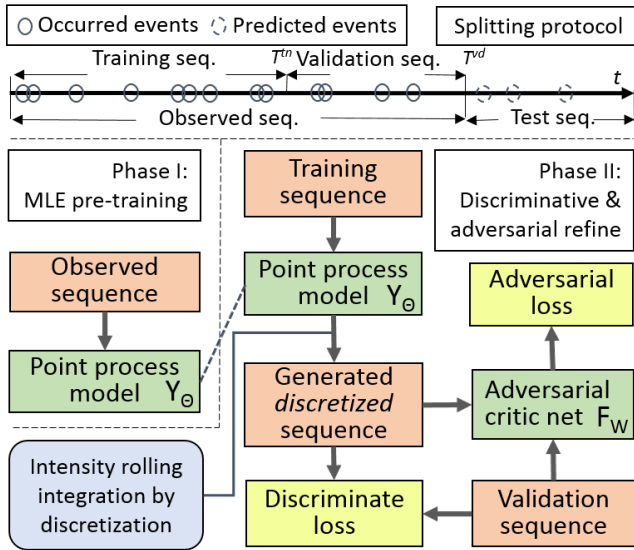 Occurred events
Predicted events
Splitting protocol
Training seq.
T^tn
Validation seq.
T^vd
t
Observed seq.
Test seq.
Phase I:
MLE pre-training
Training
sequence
Phase II:
Discriminative &
adversarial refine
Observed
sequence
Point process
model Y_Θ
Adversarial
loss
Point process
model Y_Θ
Generated
discretized
sequence
Adversarial
critic net F_W
Intensity rolling
integration by
discretization
Discriminate
loss
Validation
sequence